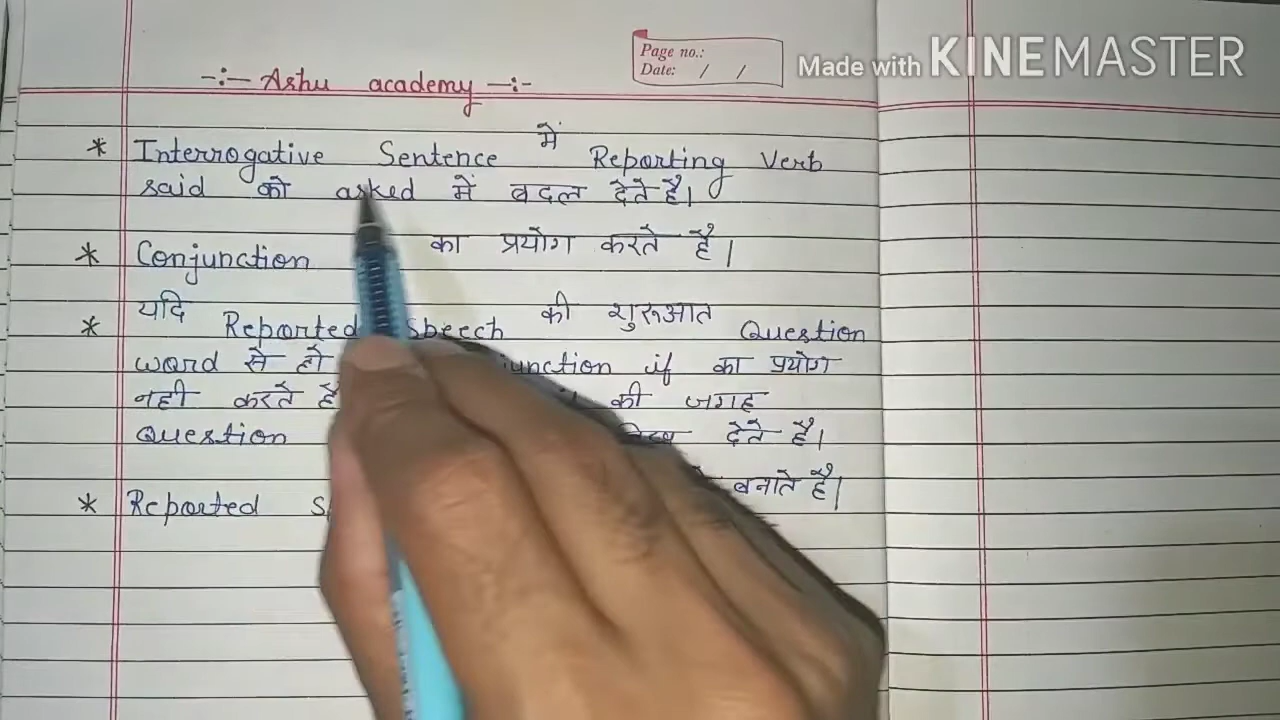 Page no.:
Date: / /
Made with KINEMASTER
-:- Ashu academy -:-
* Interrogative Sentence में Reporting Verb
said को asked में बदल देते है।
* Conjunction का प्रयोग करते है।
* यदि Reported Speech की शुरूआत Question
word से हो if का प्रयोग
नही करते है की जगह
Question देते है।
* Reported बनाते है।